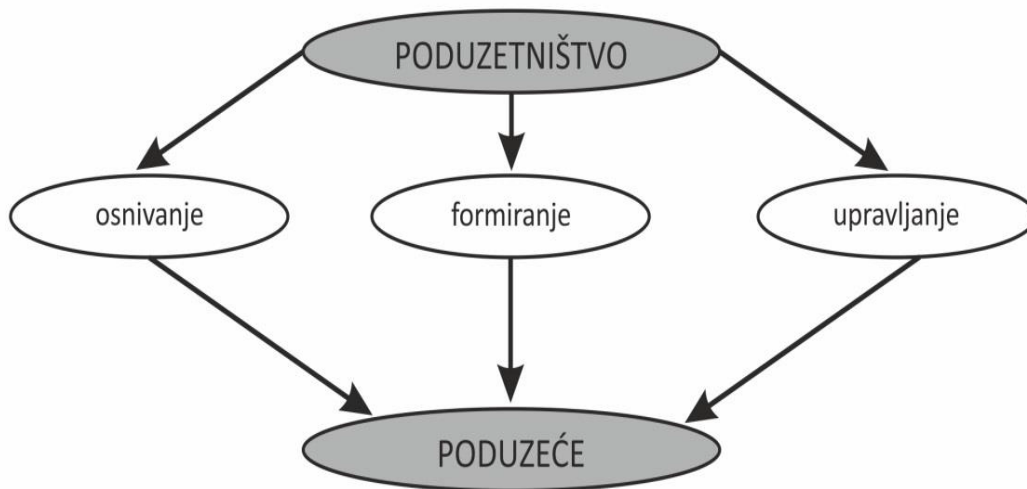 PODUZETNIŠTVO
osnivanje
formiranje
upravljanje
PODUZEĆE